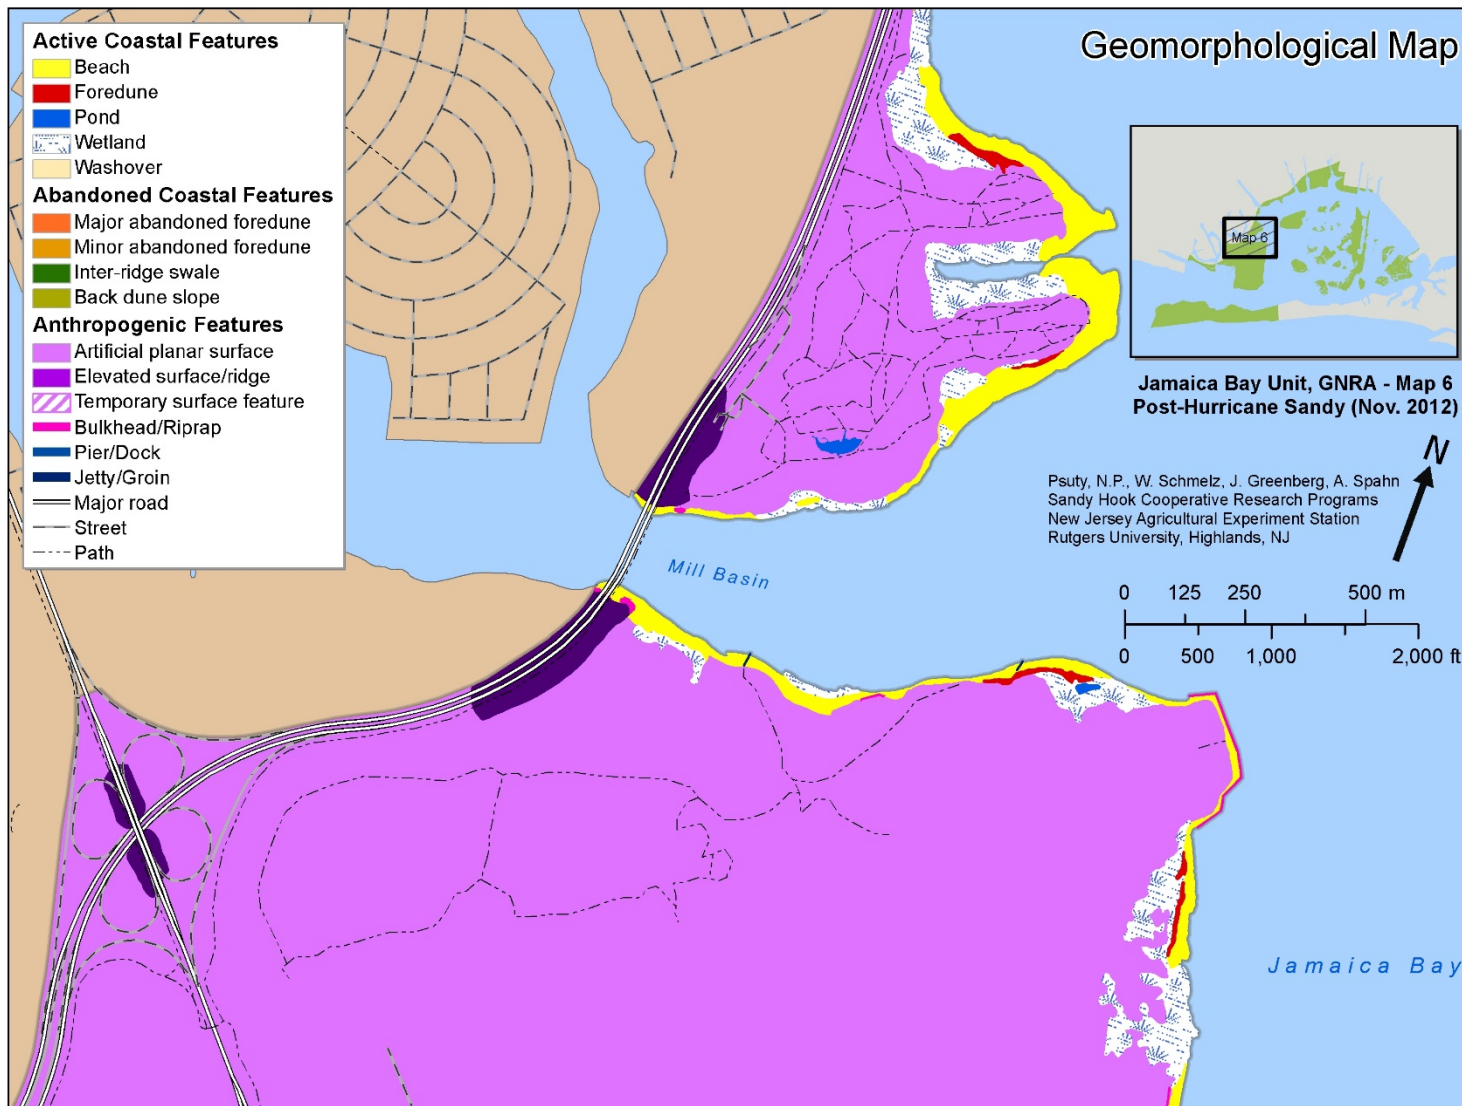 Geomorphological Map
Active Coastal Features
Beach
Foredune
Pond
Wetland
Washover
Abandoned Coastal Features
Major abandoned foredune
Minor abandoned foredune
Inter-ridge swale
Back dune slope
Anthropogenic Features
Artificial planar surface
Elevated surface/ridge
Temporary surface feature
Bulkhead/Riprap
Pier/Dock
Jetty/Groin
Major road
Street
Path
Map 6
Jamaica Bay Unit, GNRA - Map 6
Post-Hurricane Sandy (Nov. 2012)
N
Psuty, N.P., W. Schmelz, J. Greenberg, A. Spahn
Sandy Hook Cooperative Research Programs
New Jersey Agricultural Experiment Station
Rutgers University, Highlands, NJ
0 125 250 500 m
0 500 1,000 2,000 ft
Mill Basin
Jamaica Bay